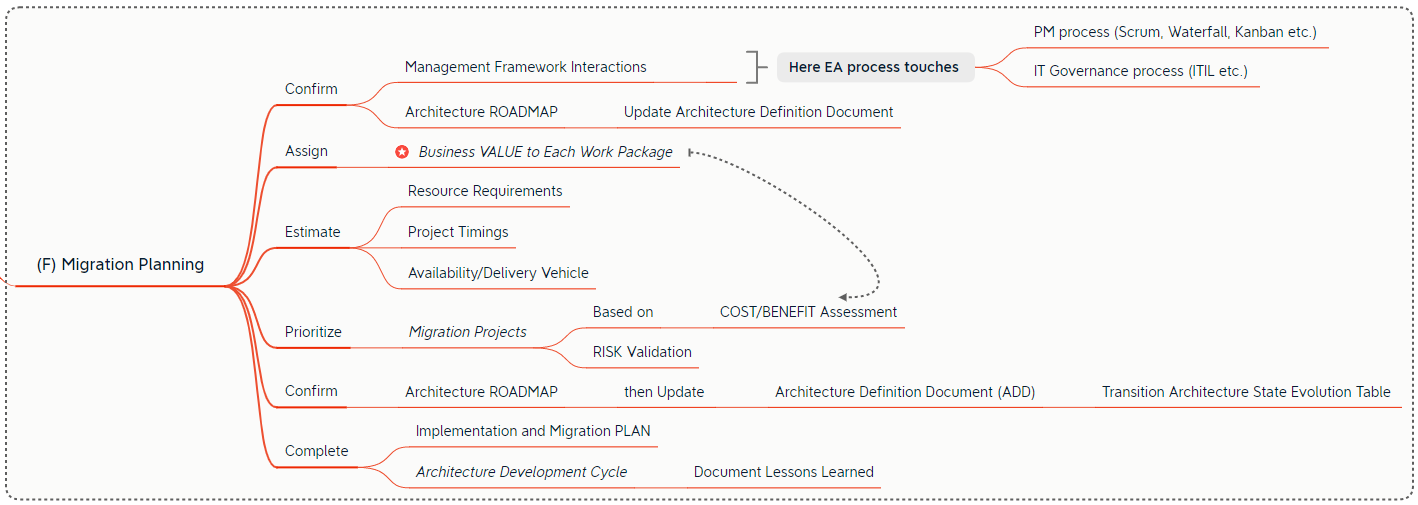 (F) Migration Planning
Confirm
Management Framework Interactions
Here EA process touches
PM process (Scrum, Waterfall, Kanban etc.)
IT Governance process (ITIL etc.)
Architecture ROADMAP
Update Architecture Definition Document
Assign
Business VALUE to Each Work Package
Estimate
Resource Requirements
Project Timings
Availability/Delivery Vehicle
Prioritize
Migration Projects
Based on
COST/BENEFIT Assessment
RISK Validation
Confirm
Architecture ROADMAP
then Update
Architecture Definition Document (ADD)
Transition Architecture State Evolution Table
Complete
Implementation and Migration PLAN
Architecture Development Cycle
Document Lessons Learned